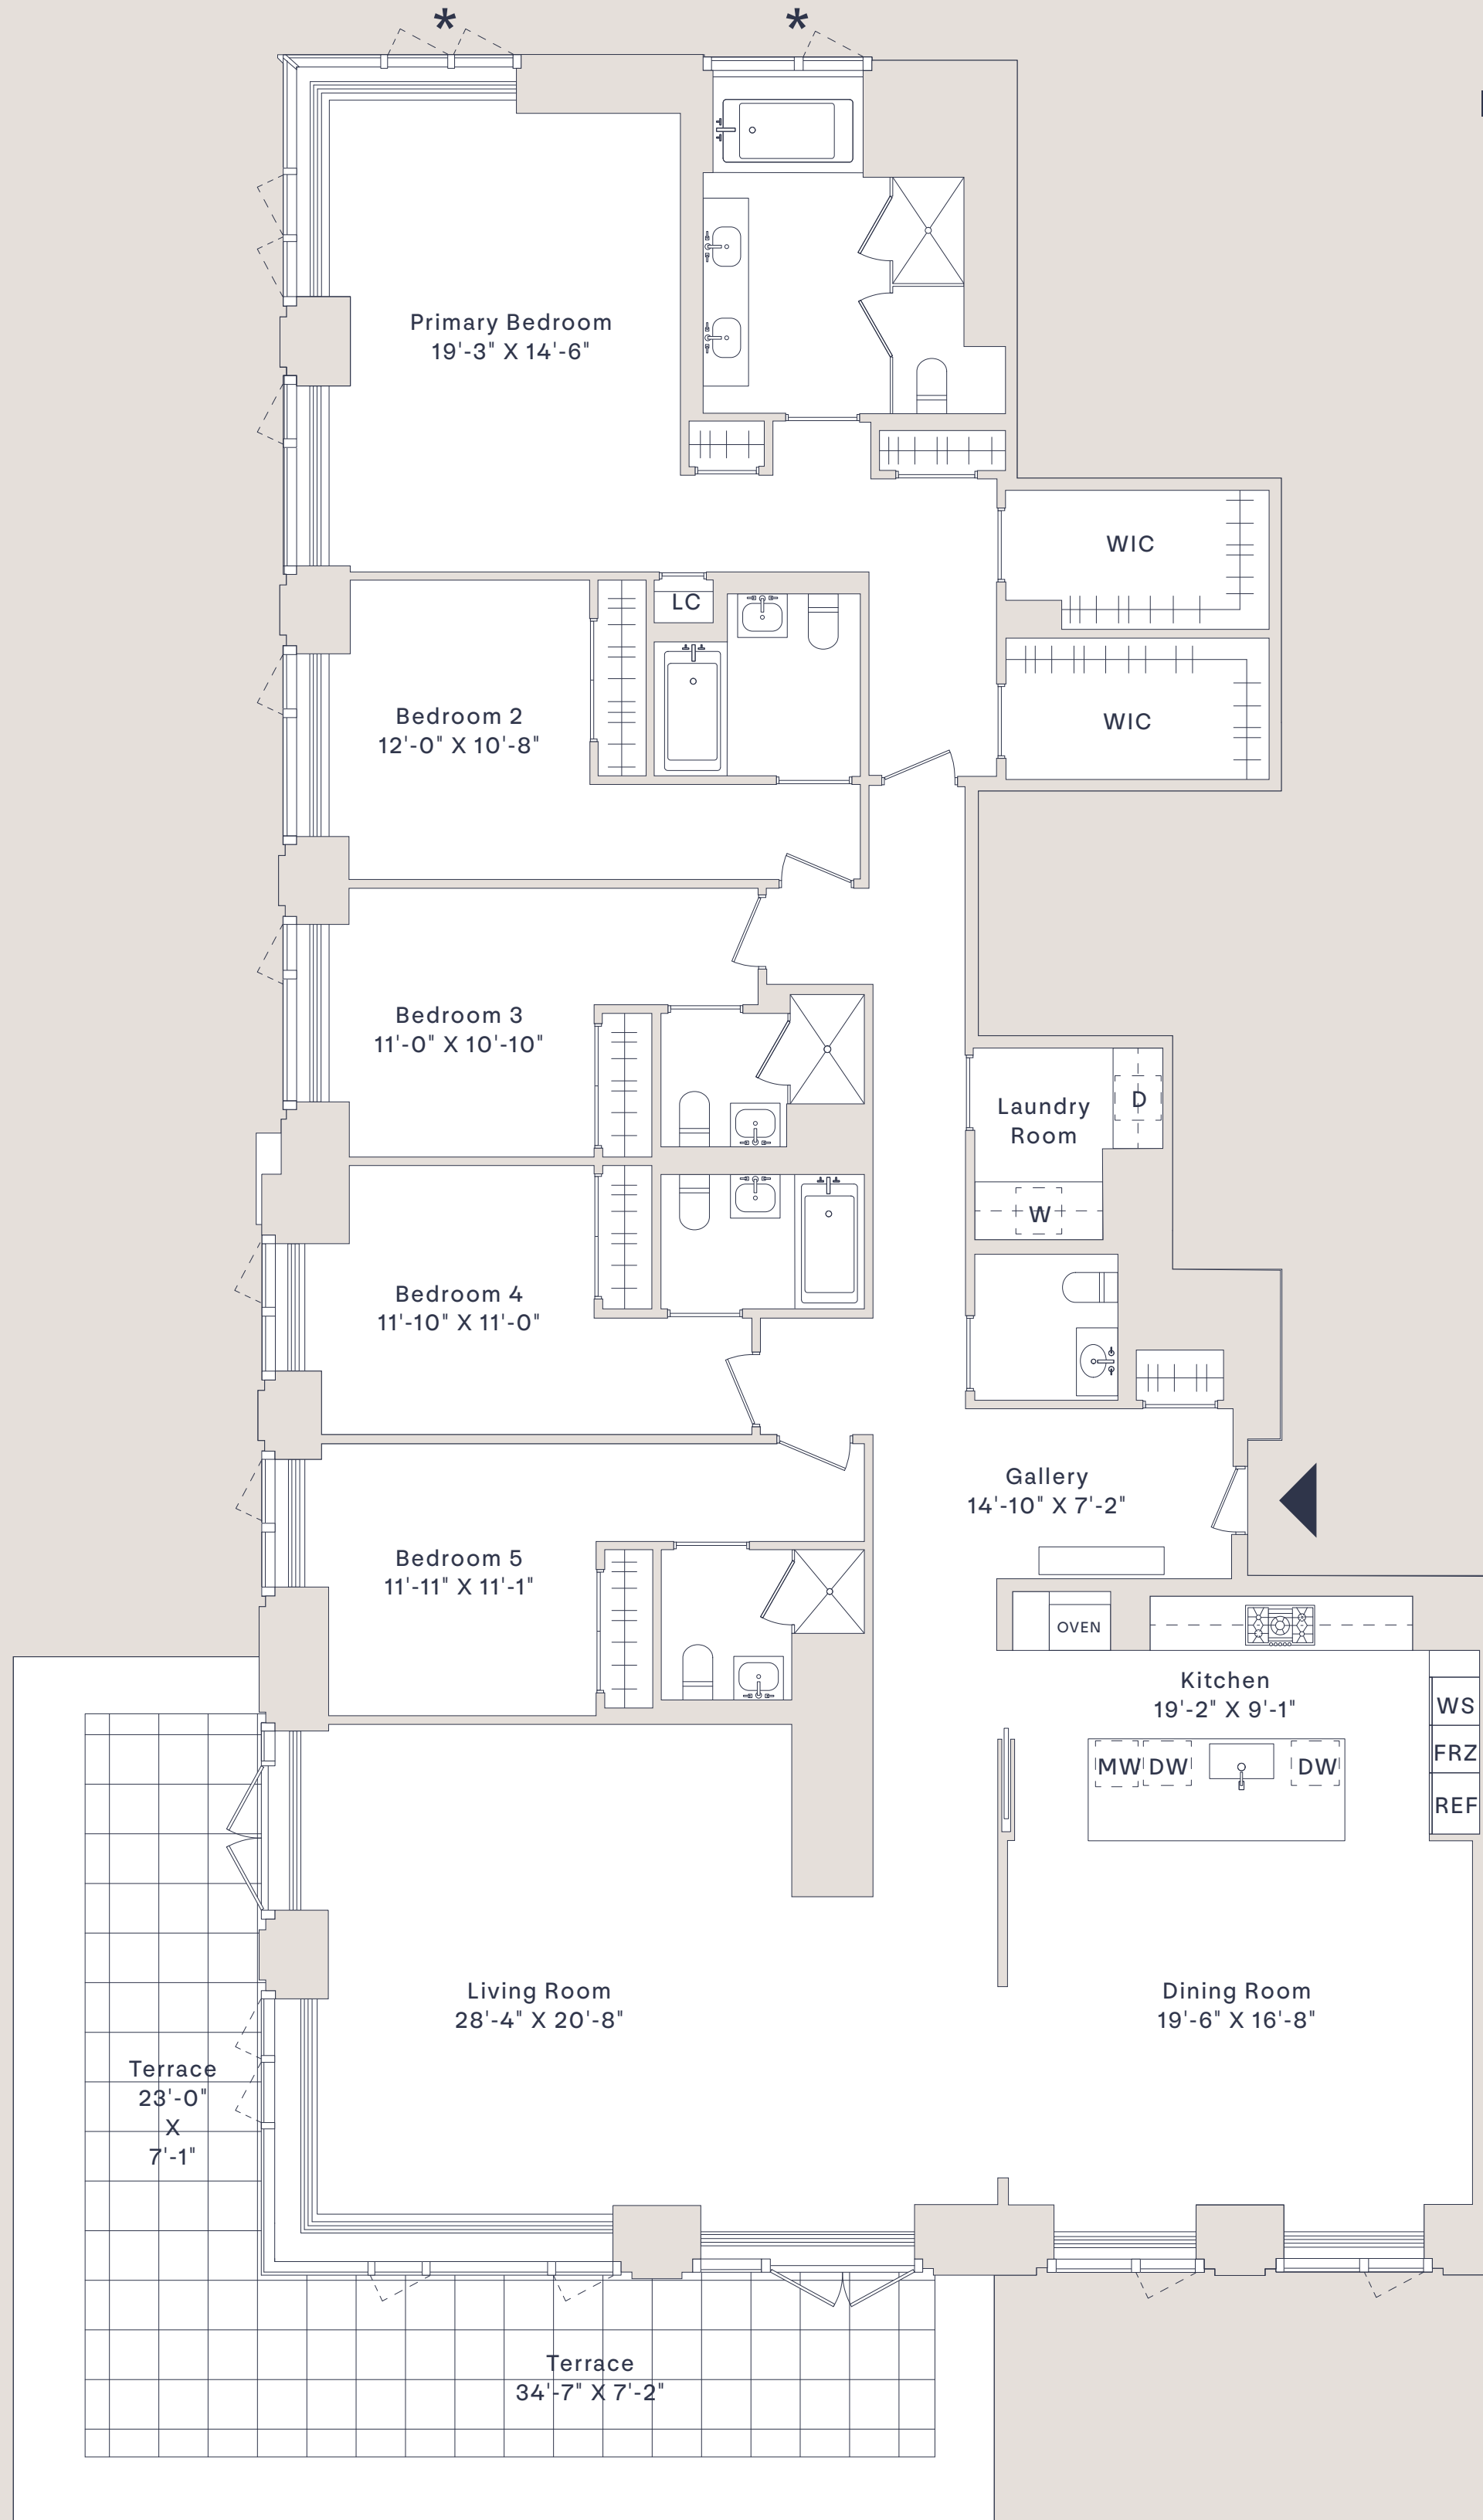 *
*
Primary Bedroom
19'-3" X 14'-6"
WIC
LC
Bedroom 2
12'-0" X 10'-8"
WIC
Bedroom 3
11'-0" X 10'-10"
Laundry
Room
D
W
Bedroom 4
11'-10" X 11'-0"
Gallery
14'-10" X 7'-2"
Bedroom 5
11'-11" X 11'-1"
OVEN
Kitchen
19'-2" X 9'-1"
WS
FRZ
REF
MW
DW
DW
Living Room
28'-4" X 20'-8"
Dining Room
19'-6" X 16'-8"
Terrace
23'-0"
X
7'-1"
Terrace
34'-7" X 7'-2"